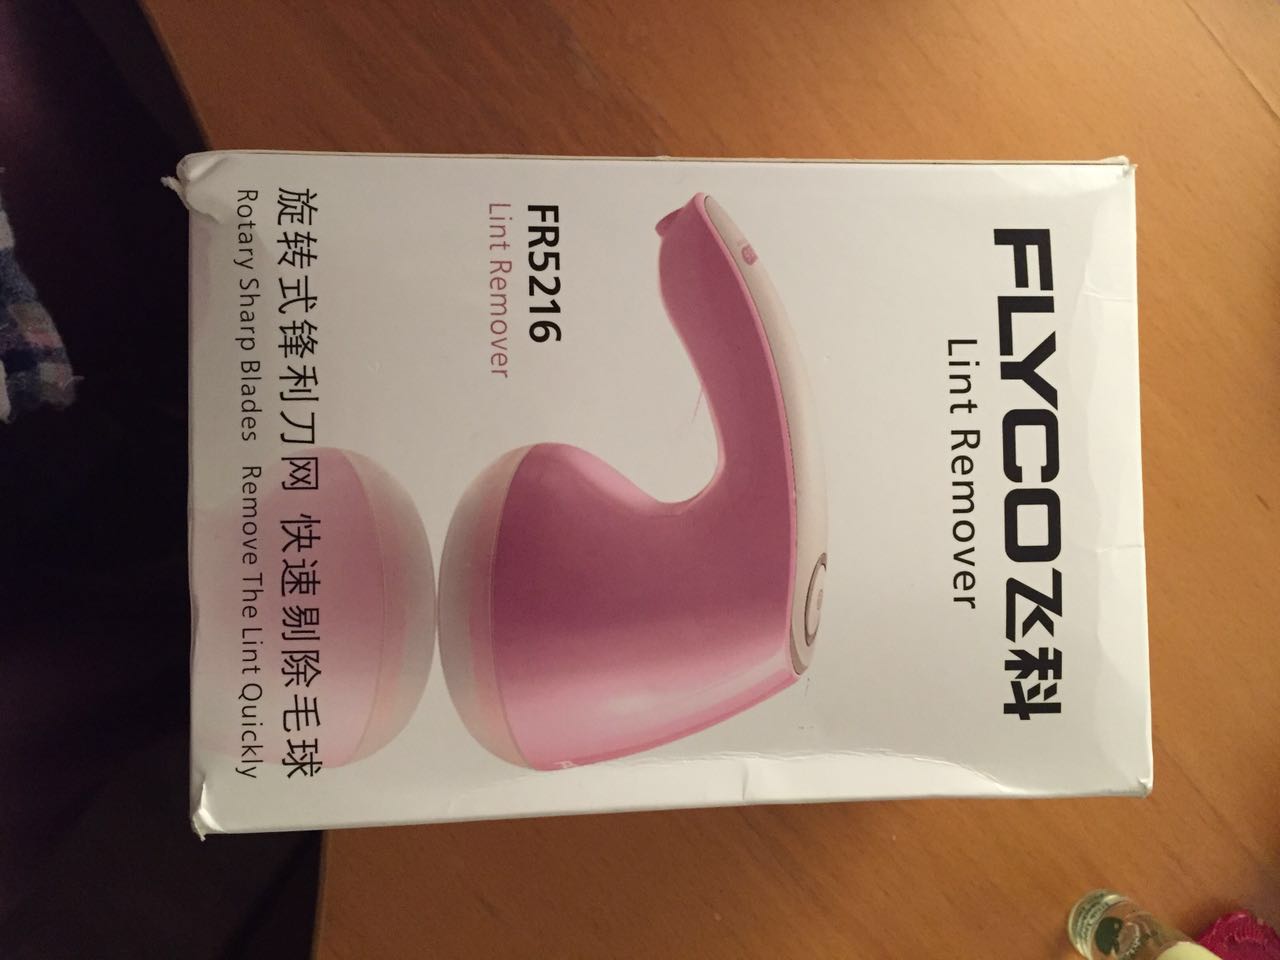 FLYCO飞科
Lint Remover
FR5216
Lint Remover
旋转式锋利刀网 快速剔除毛球
Rotary Sharp Blades Remove The Lint Quickly